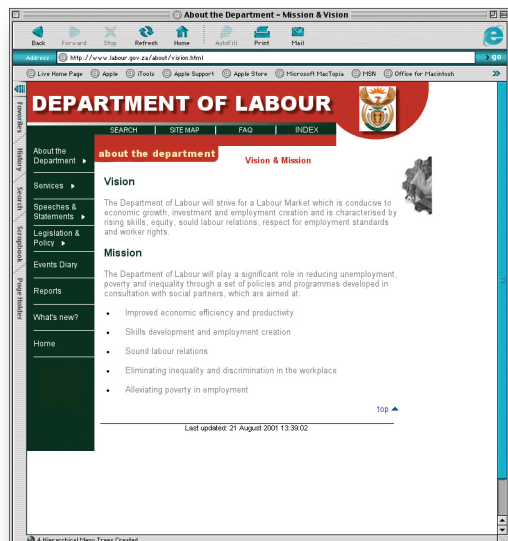 About the Department - Mission & Vision
Back Forward Stop Refresh Home AutoFill Print Mail
Address http://www.labour.gov.za/about/vision.html go
Live Home Page Apple iTools Apple Support Apple Store Microsoft MacTopia MSN Office for Macintosh
Favorites
History
Search
Scrapbook
Page Holder
DEPARTMENT OF LABOUR
SEARCH | SITE MAP | FAQ | INDEX
About the
Department
Services
Speeches &
Statements
Legislation &
Policy
Events Diary
Reports
What's new?
Home
about the department
Vision & Mission
Vision
The Department of Labour will strive for a Labour Market which is conducive to
economic growth, investment and employment creation and is characterised by
rising skills, equity, sould labour relations, respect for employment standards
and worker rights.
Mission
The Department of Labour will play a significant role in reducing unemployment,
poverty and inequality through a set of policies and programmes developed in
consultation with social partners, which are aimed at:
• Improved economic efficiency and productivity
• Skills development and employment creation
• Sound labour relations
• Eliminating inequality and discrimination in the workplace
• Alleviating poverty in employment
top
Last updated: 21 August 2001 13:39:02
4 Hierarchical Menu Trees Created